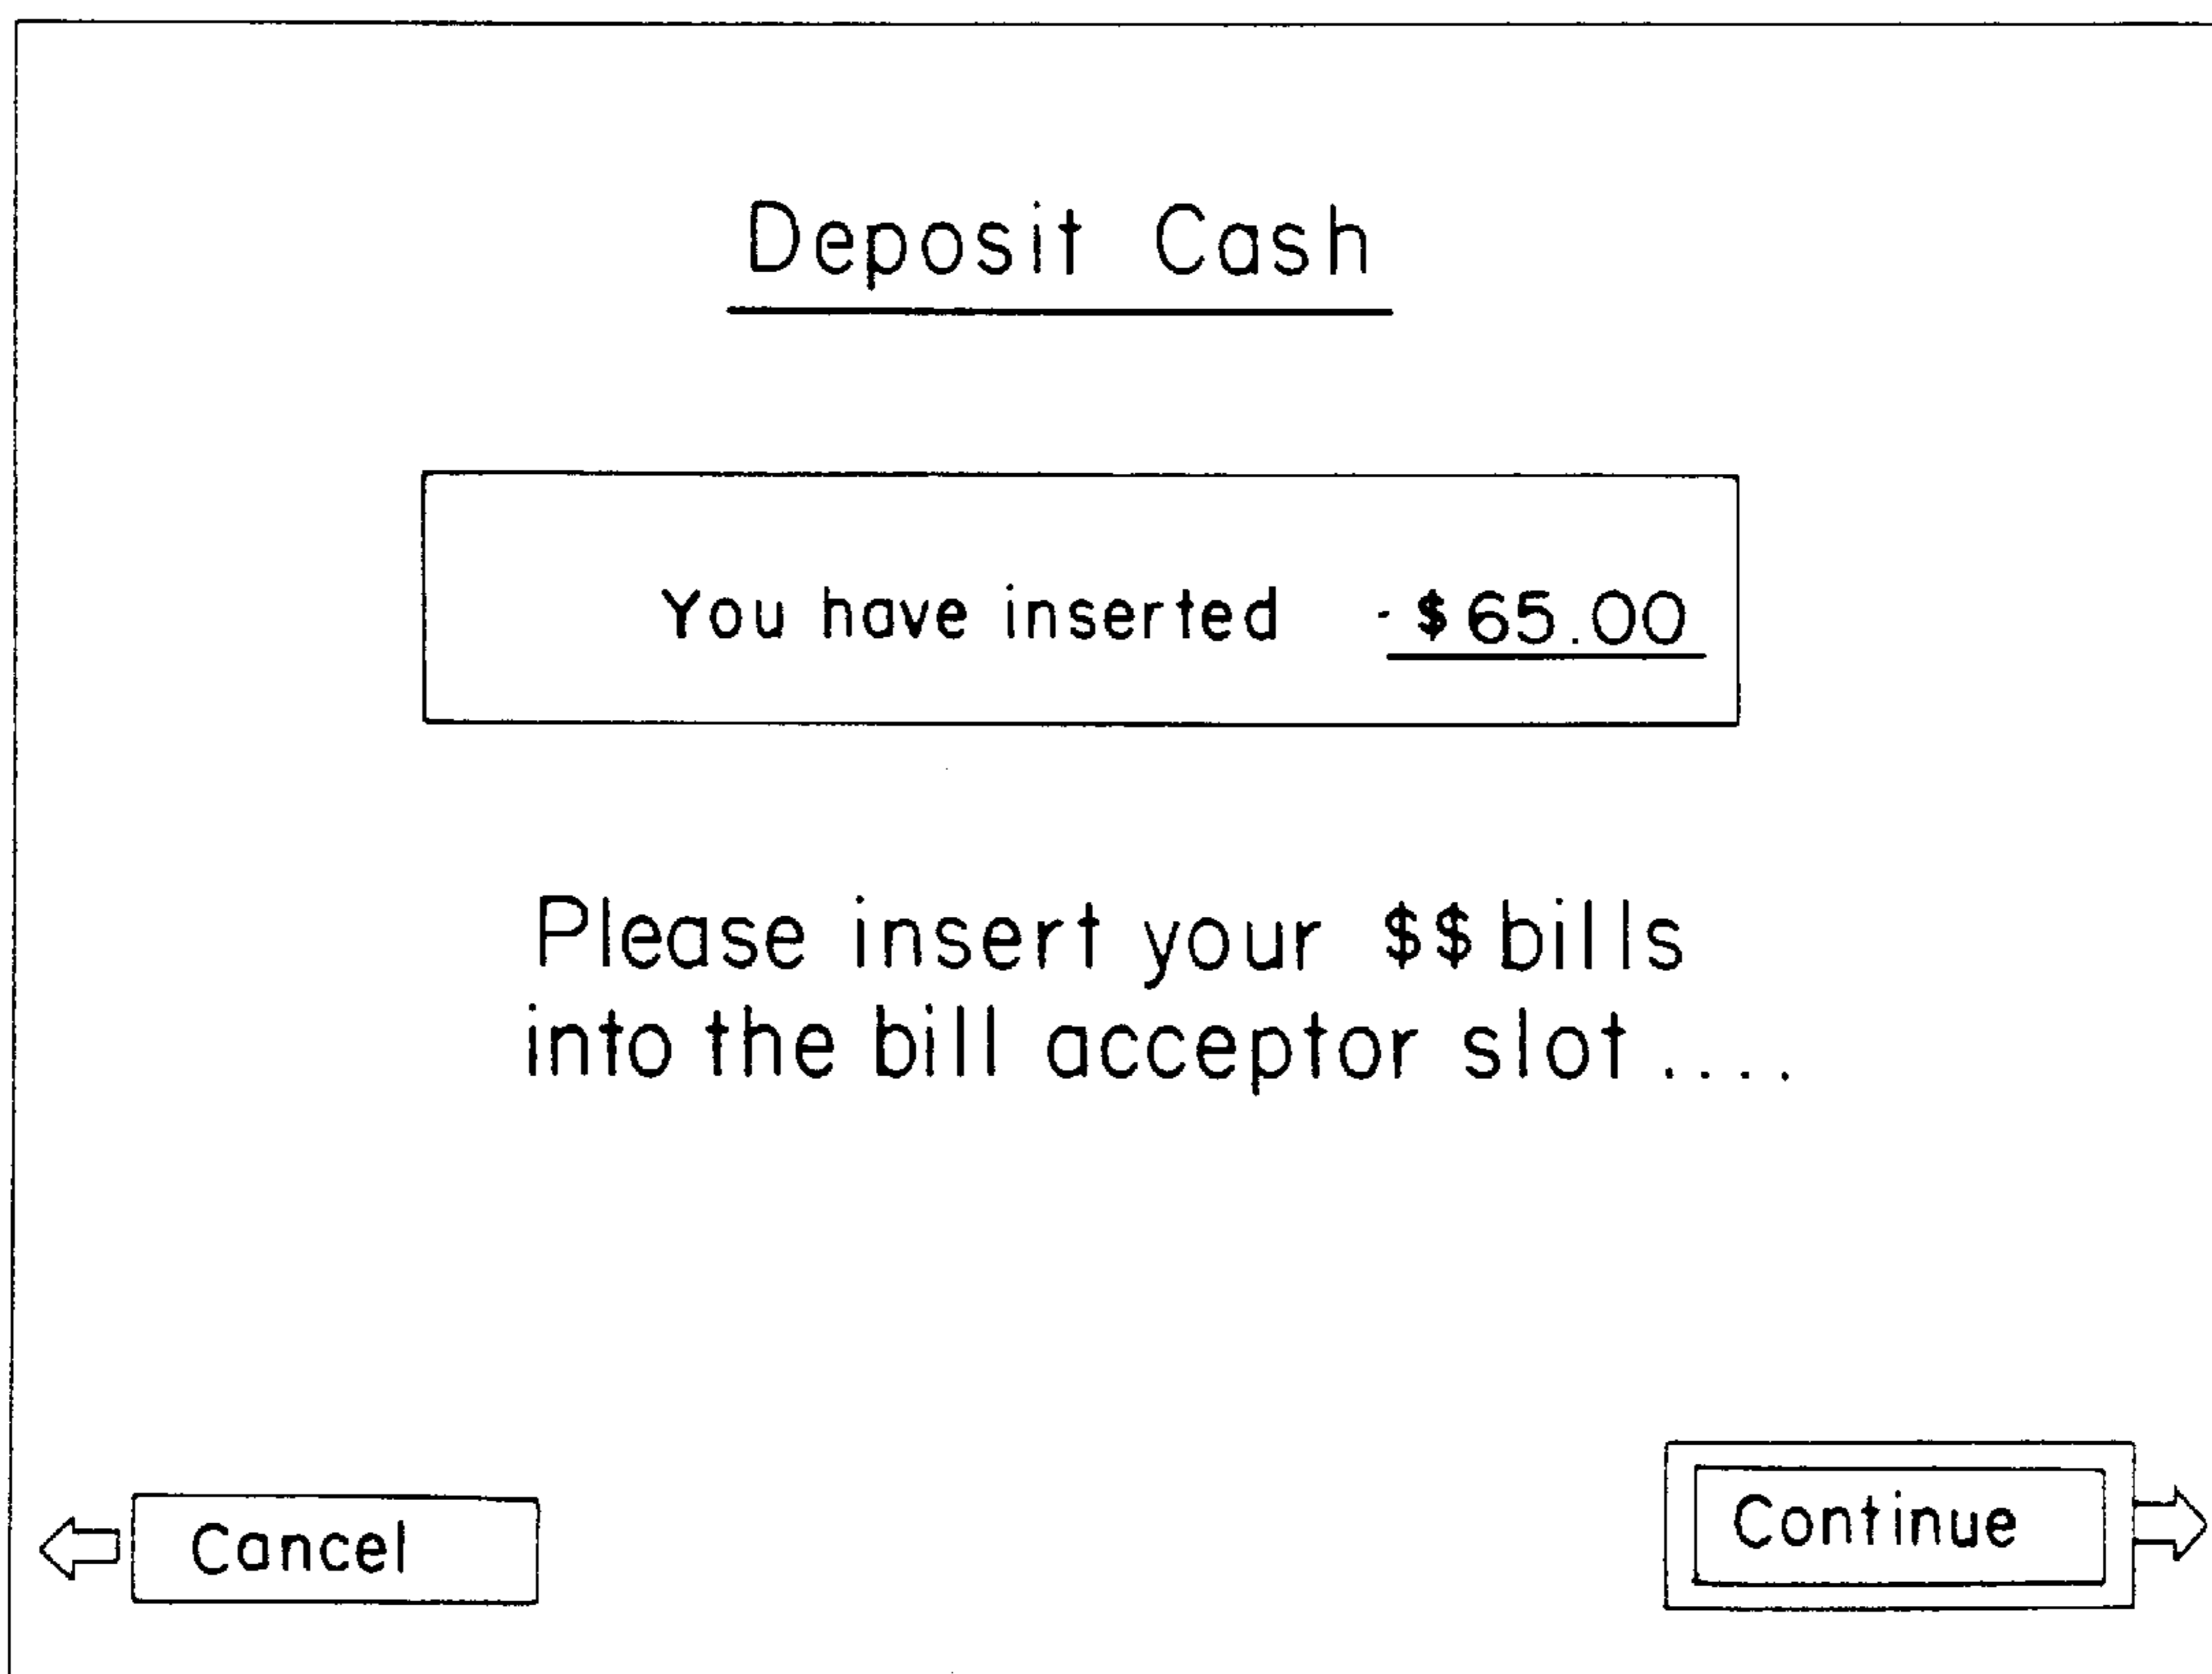 Deposit Cash
You have inserted $65.00
Please insert your $$ bills
into the bill acceptor slot ....
Cancel
Continue